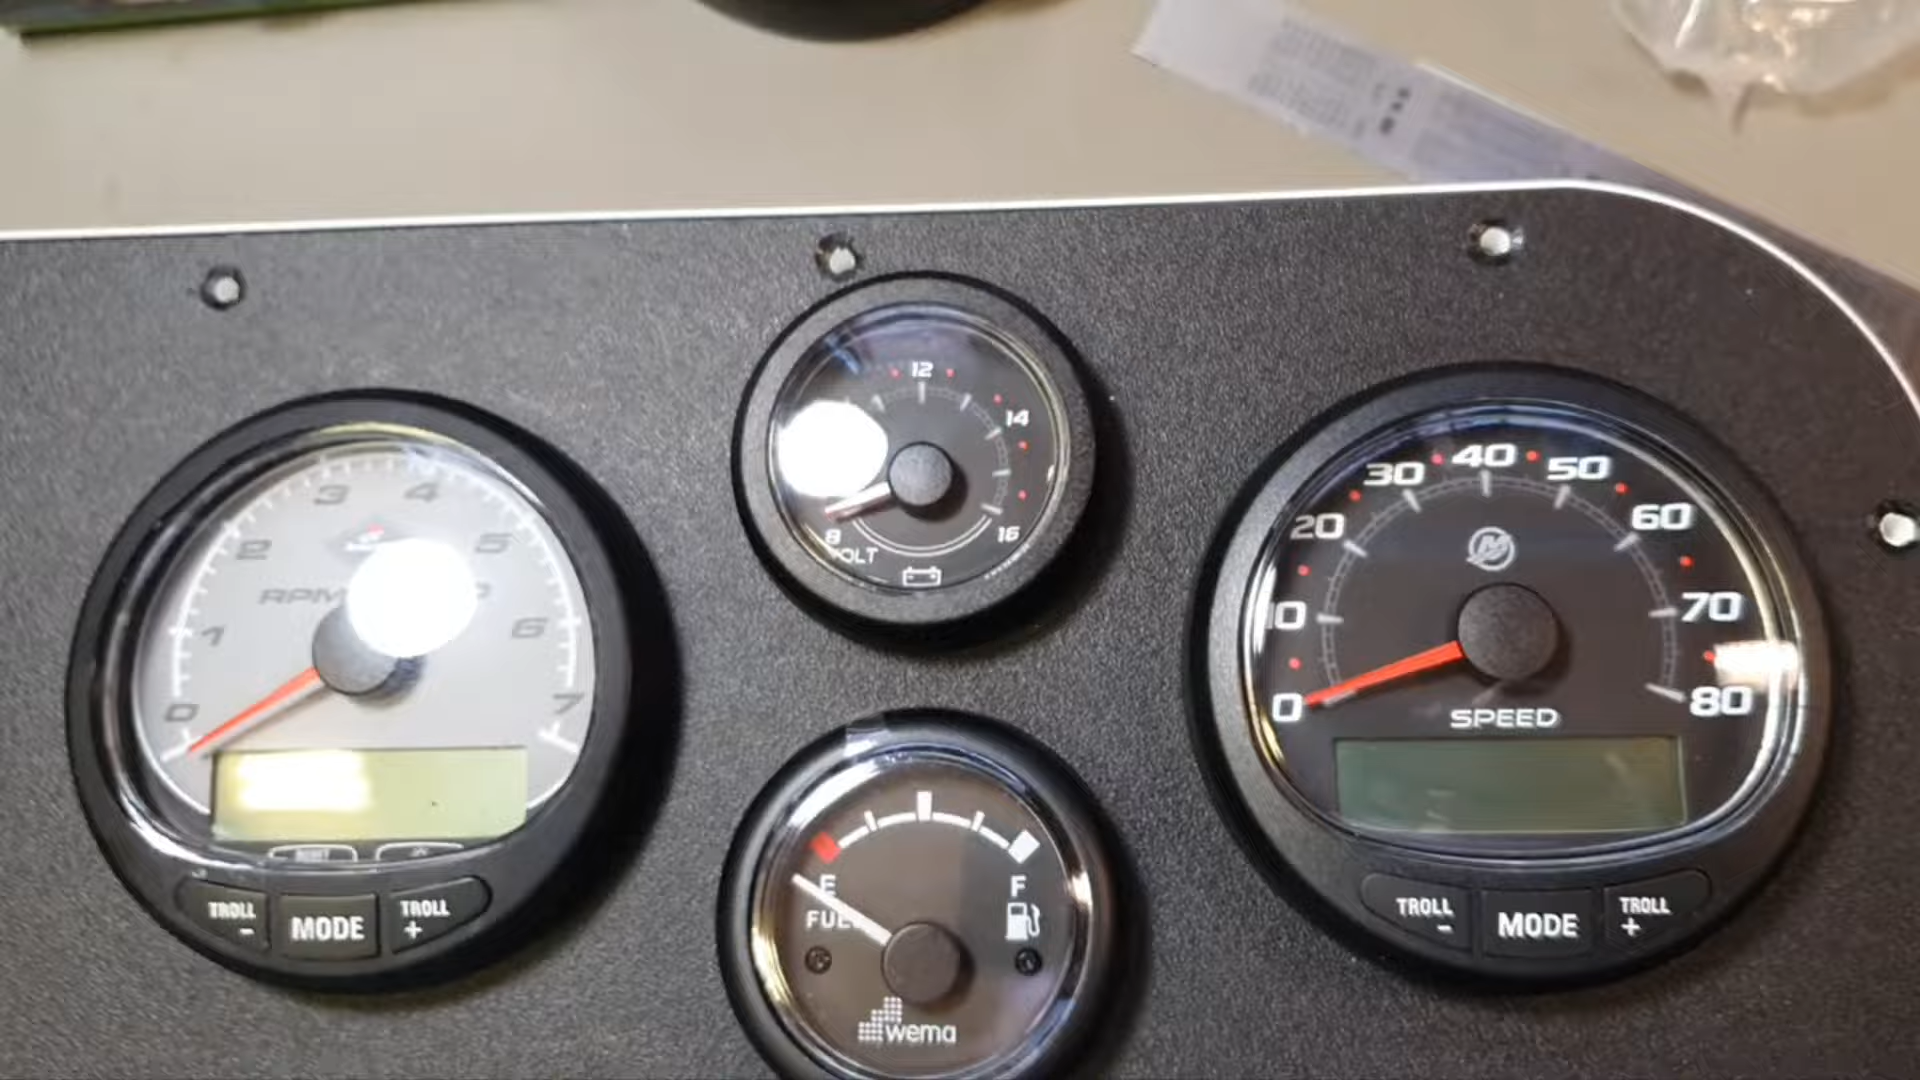 0 1 2 3 4 5 6 7
RPM
TROLL - MODE TROLL +
8 12 14 16
VOLT
E F
FUEL
wema
0 10 20 30 40 50 60 70 80
SPEED
TROLL - MODE TROLL +